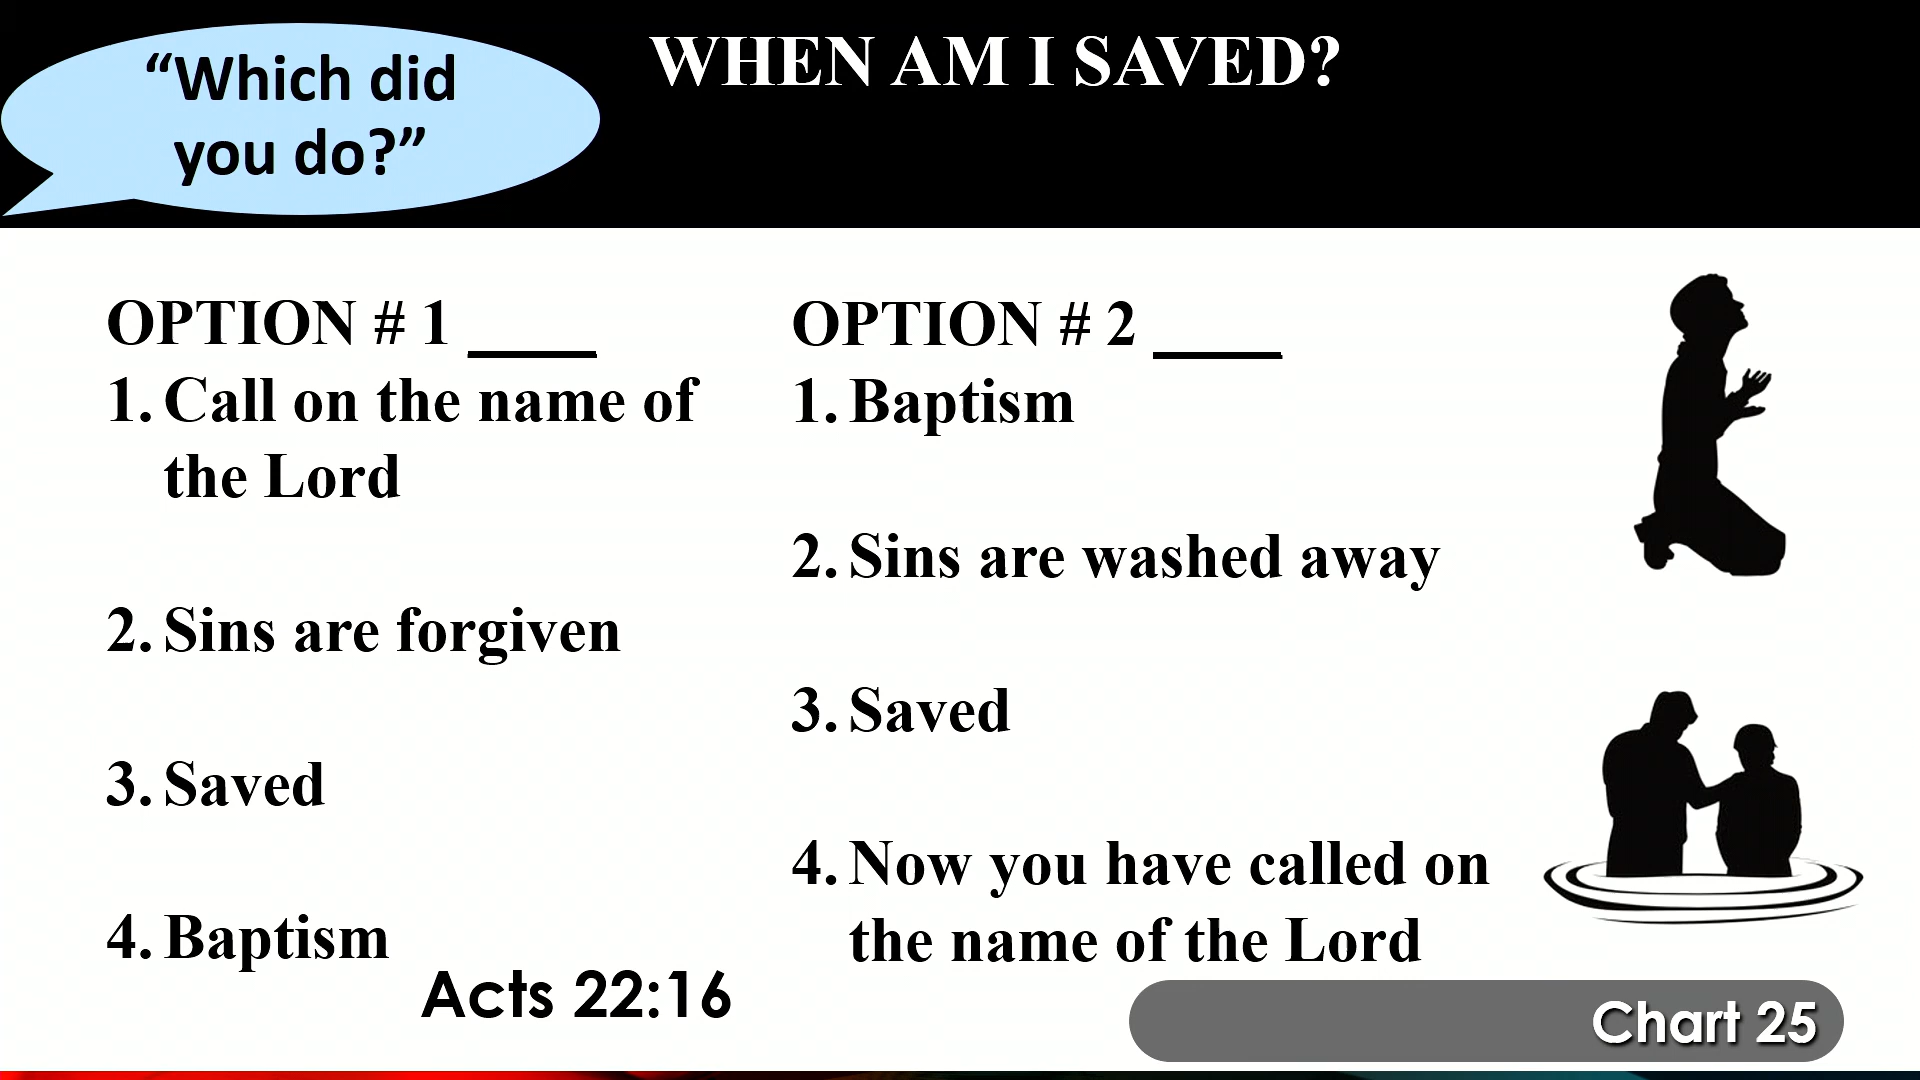 “Which did
you do?”
WHEN AM I SAVED?
OPTION # 1 ____
1. Call on the name of
the Lord
2. Sins are forgiven
3. Saved
4. Baptism
Acts 22:16
OPTION # 2 ____
1. Baptism
2. Sins are washed away
3. Saved
4. Now you have called on
the name of the Lord
Chart 25